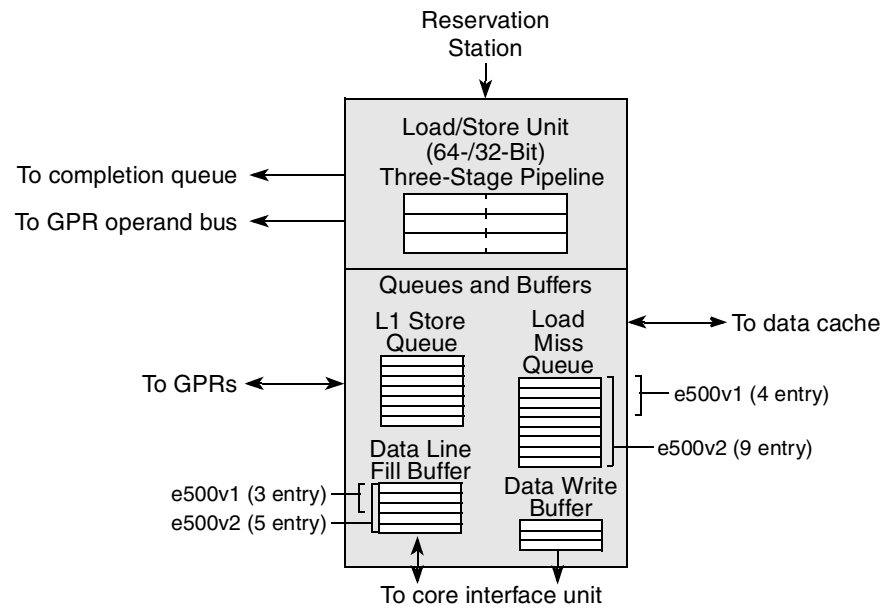 Reservation
Station
Load/Store Unit
(64-/32-Bit)
Three-Stage Pipeline
To completion queue
To GPR operand bus
Queues and Buffers
L1 Store
Queue
Load
Miss
Queue
To data cache
To GPRs
e500v1 (4 entry)
e500v2 (9 entry)
Data Line
Fill Buffer
Data Write
Buffer
e500v1 (3 entry)
e500v2 (5 entry)
To core interface unit